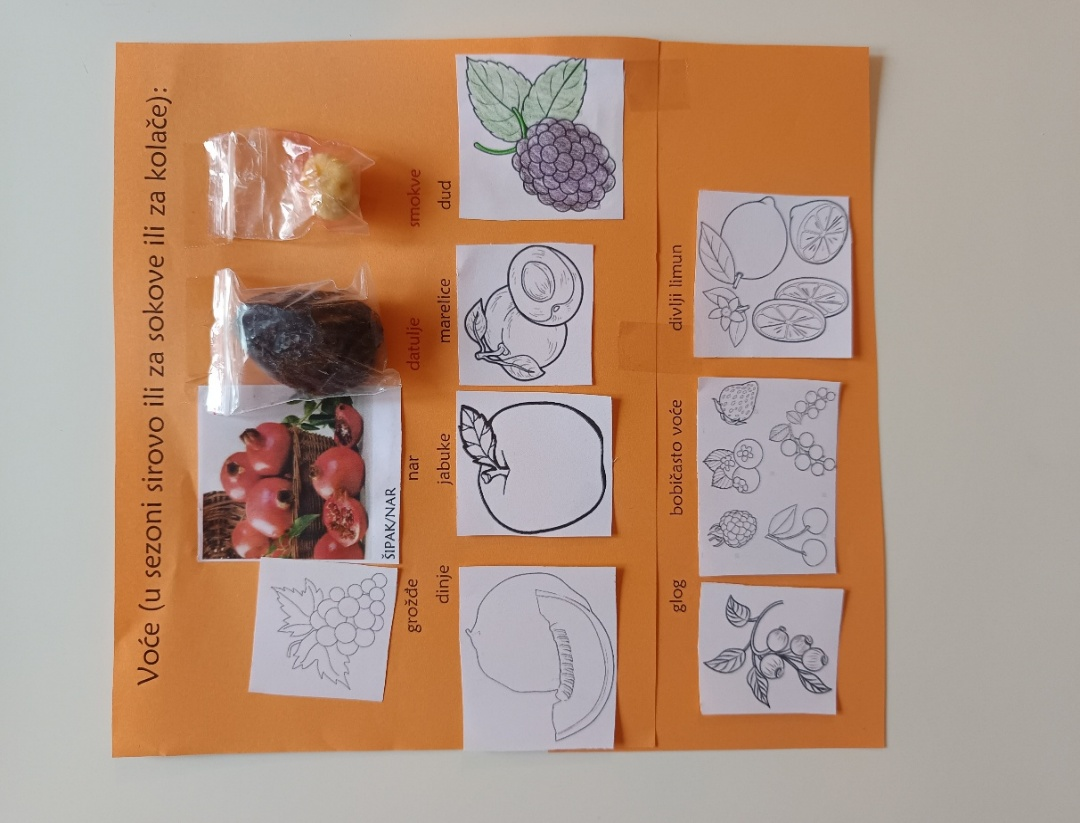 Voće (u sezoni sirovo ili za sokove ili za kolače):
ŠIPAK/NAR
grožđe nar datulje smokve
dinje jabuke marelice dud
glog bobičasto voće divlji limun